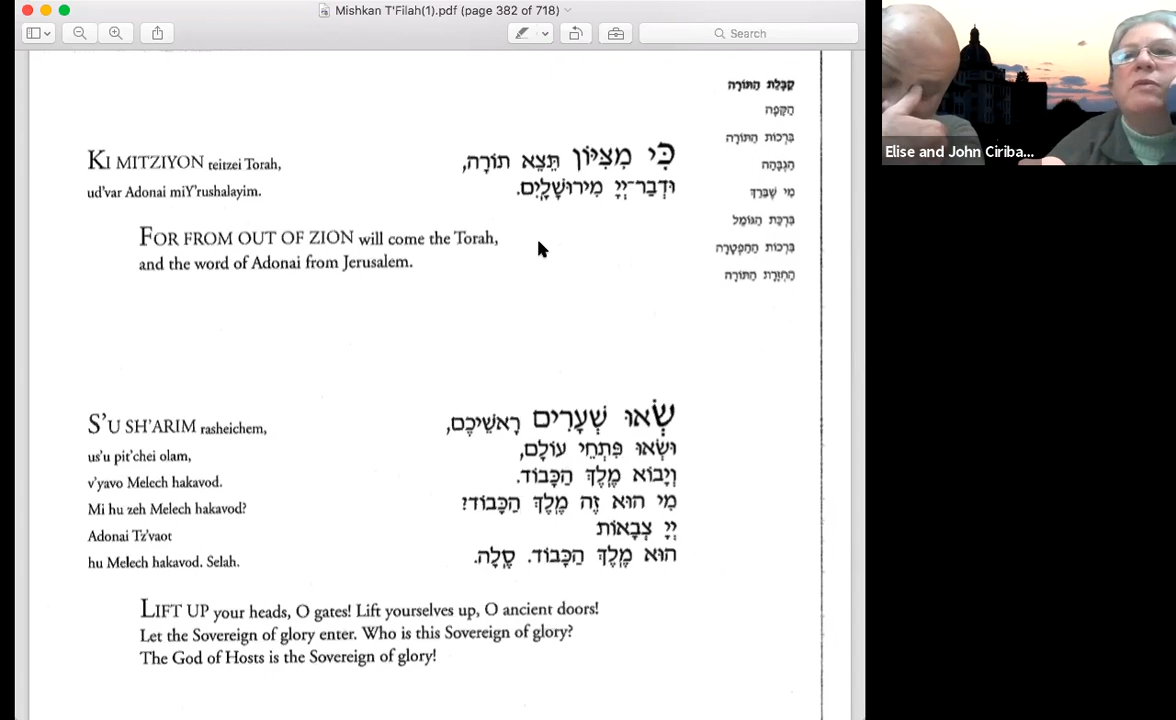 Mishkan T'Filah(1).pdf (page 382 of 718)
Search
Elise and John Ciriba...
קַבָּלַת הַתּוֹרָה
הַקָּפָה
בִּרְכוֹת הַתּוֹרָה
הַגְבָּהָה
מִי שֶׁבֵּרַךְ
בִּרְכַּת הַגּוֹמֵל
בִּרְכוֹת הַהַפְטָרָה
הַחְזָרַת הַתּוֹרָה
KI MITZIYON teitzei Torah,
ud'var Adonai miY'rushalayim.
כִּי מִצִּיּוֹן תֵּצֵא תוֹרָה,
וּדְבַר־יְיָ מִירוּשָׁלָיִם.
FOR FROM OUT OF ZION will come the Torah,
and the word of Adonai from Jerusalem.
S'U SH'ARIM rasheichem,
us'u pit'chei olam,
v'yavo Melech hakavod.
Mi hu zeh Melech hakavod?
Adonai Tz'vaot
hu Melech hakavod. Selah.
שְׂאוּ שְׁעָרִים רָאשֵׁיכֶם,
וּשְׂאוּ פִּתְחֵי עוֹלָם,
וְיָבוֹא מֶלֶךְ הַכָּבוֹד.
מִי הוּא זֶה מֶלֶךְ הַכָּבוֹד?
יְיָ צְבָאוֹת
הוּא מֶלֶךְ הַכָּבוֹד. סֶלָה.
LIFT UP your heads, O gates! Lift yourselves up, O ancient doors!
Let the Sovereign of glory enter. Who is this Sovereign of glory?
The God of Hosts is the Sovereign of glory!